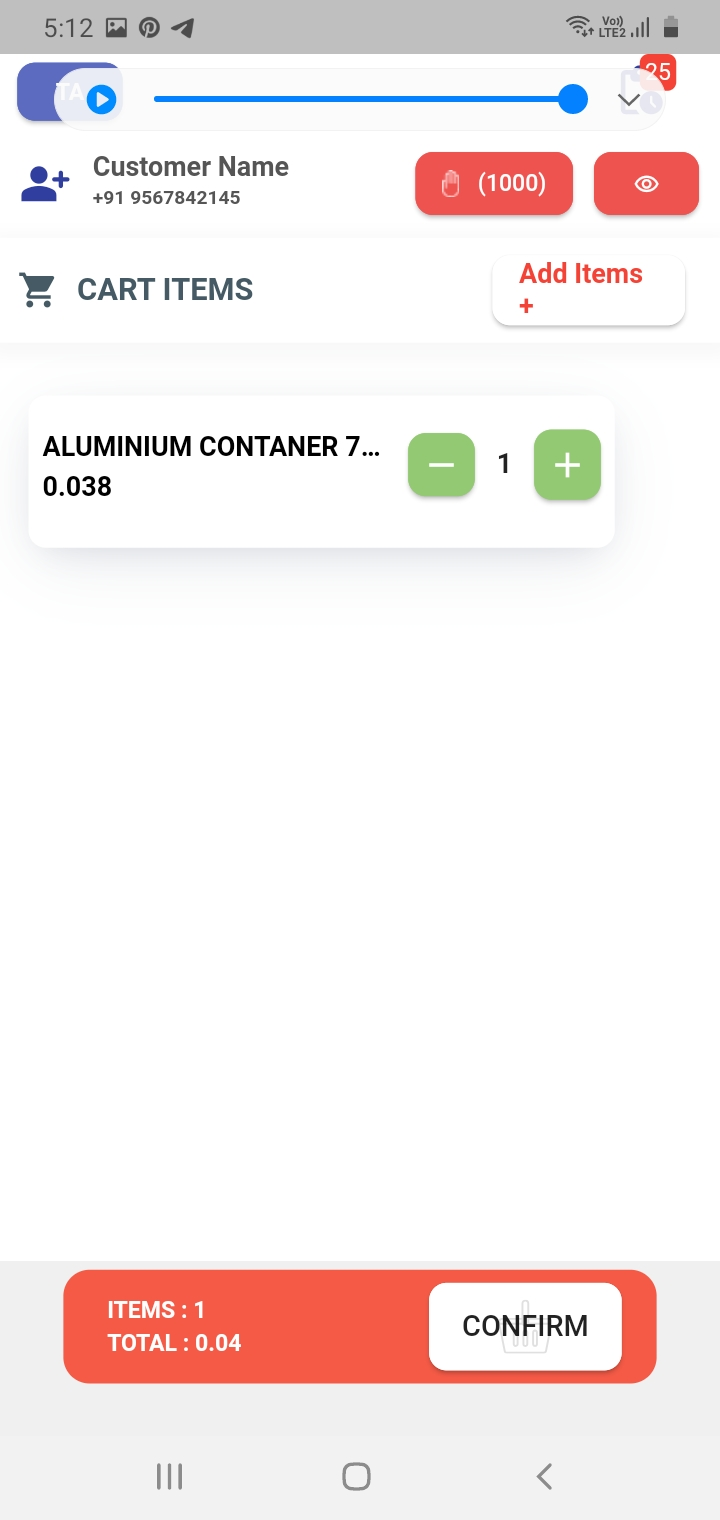 5:12
Vo))
LTE2
TA
25
Customer Name
+91 9567842145
(1000)
CART ITEMS
Add Items
+
ALUMINIUM CONTANER 7...
0.038
1
ITEMS : 1
TOTAL : 0.04
CONFIRM